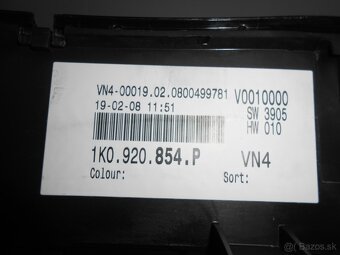 VN4-00019.02.0800499781 V0010000
19-02-08 11:51 SW 3905
HW 010
1K0.920.854.P VN4
Colour: Sort:
Bazos.sk